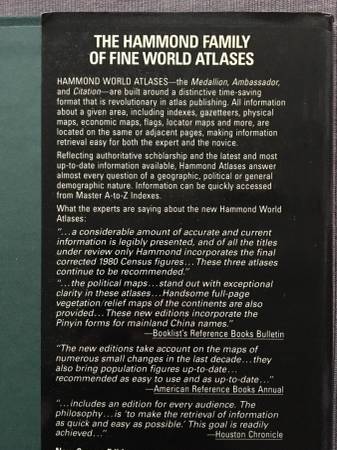 THE HAMMOND FAMILY
OF FINE WORLD ATLASES
HAMMOND WORLD ATLASES—the Medallion, Ambassador,
and Citation—are built around a distinctive time-saving
format that is revolutionary in atlas publishing. All information
about a given area, including indexes, gazetteers, physical
maps, economic maps, flags, locator maps and more, are
located on the same or adjacent pages, making information
retrieval easy for both the expert and the novice.
Reflecting authoritative scholarship and the latest and most
up-to-date information available, Hammond Atlases answer
almost every question of a geographic, political or general
demographic nature. Information can be quickly accessed
from Master A-to-Z Indexes.
What the experts are saying about the new Hammond World
Atlases:
"...a considerable amount of accurate and current
information is legibly presented, and of all the titles
under review only Hammond incorporates the final
corrected 1980 Census figures...These three atlases
continue to be recommended."
"...the political maps...stand out with exceptional
clarity in these atlases...Handsome full-page
vegetation/relief maps of the continents are also
provided...These new editions incorporate the
Pinyin forms for mainland China names."
—Booklist's Reference Books Bulletin
"The new editions take account on the maps of
numerous small changes in the last decade...they
also bring population figures up-to-date...
recommended as easy to use and as up-to-date..."
—American Reference Books Annual
"...includes an edition for every audience. The
philosophy...is 'to make the retrieval of information
as quick and easy as possible.' This goal is readily
achieved..." —Houston Chronicle